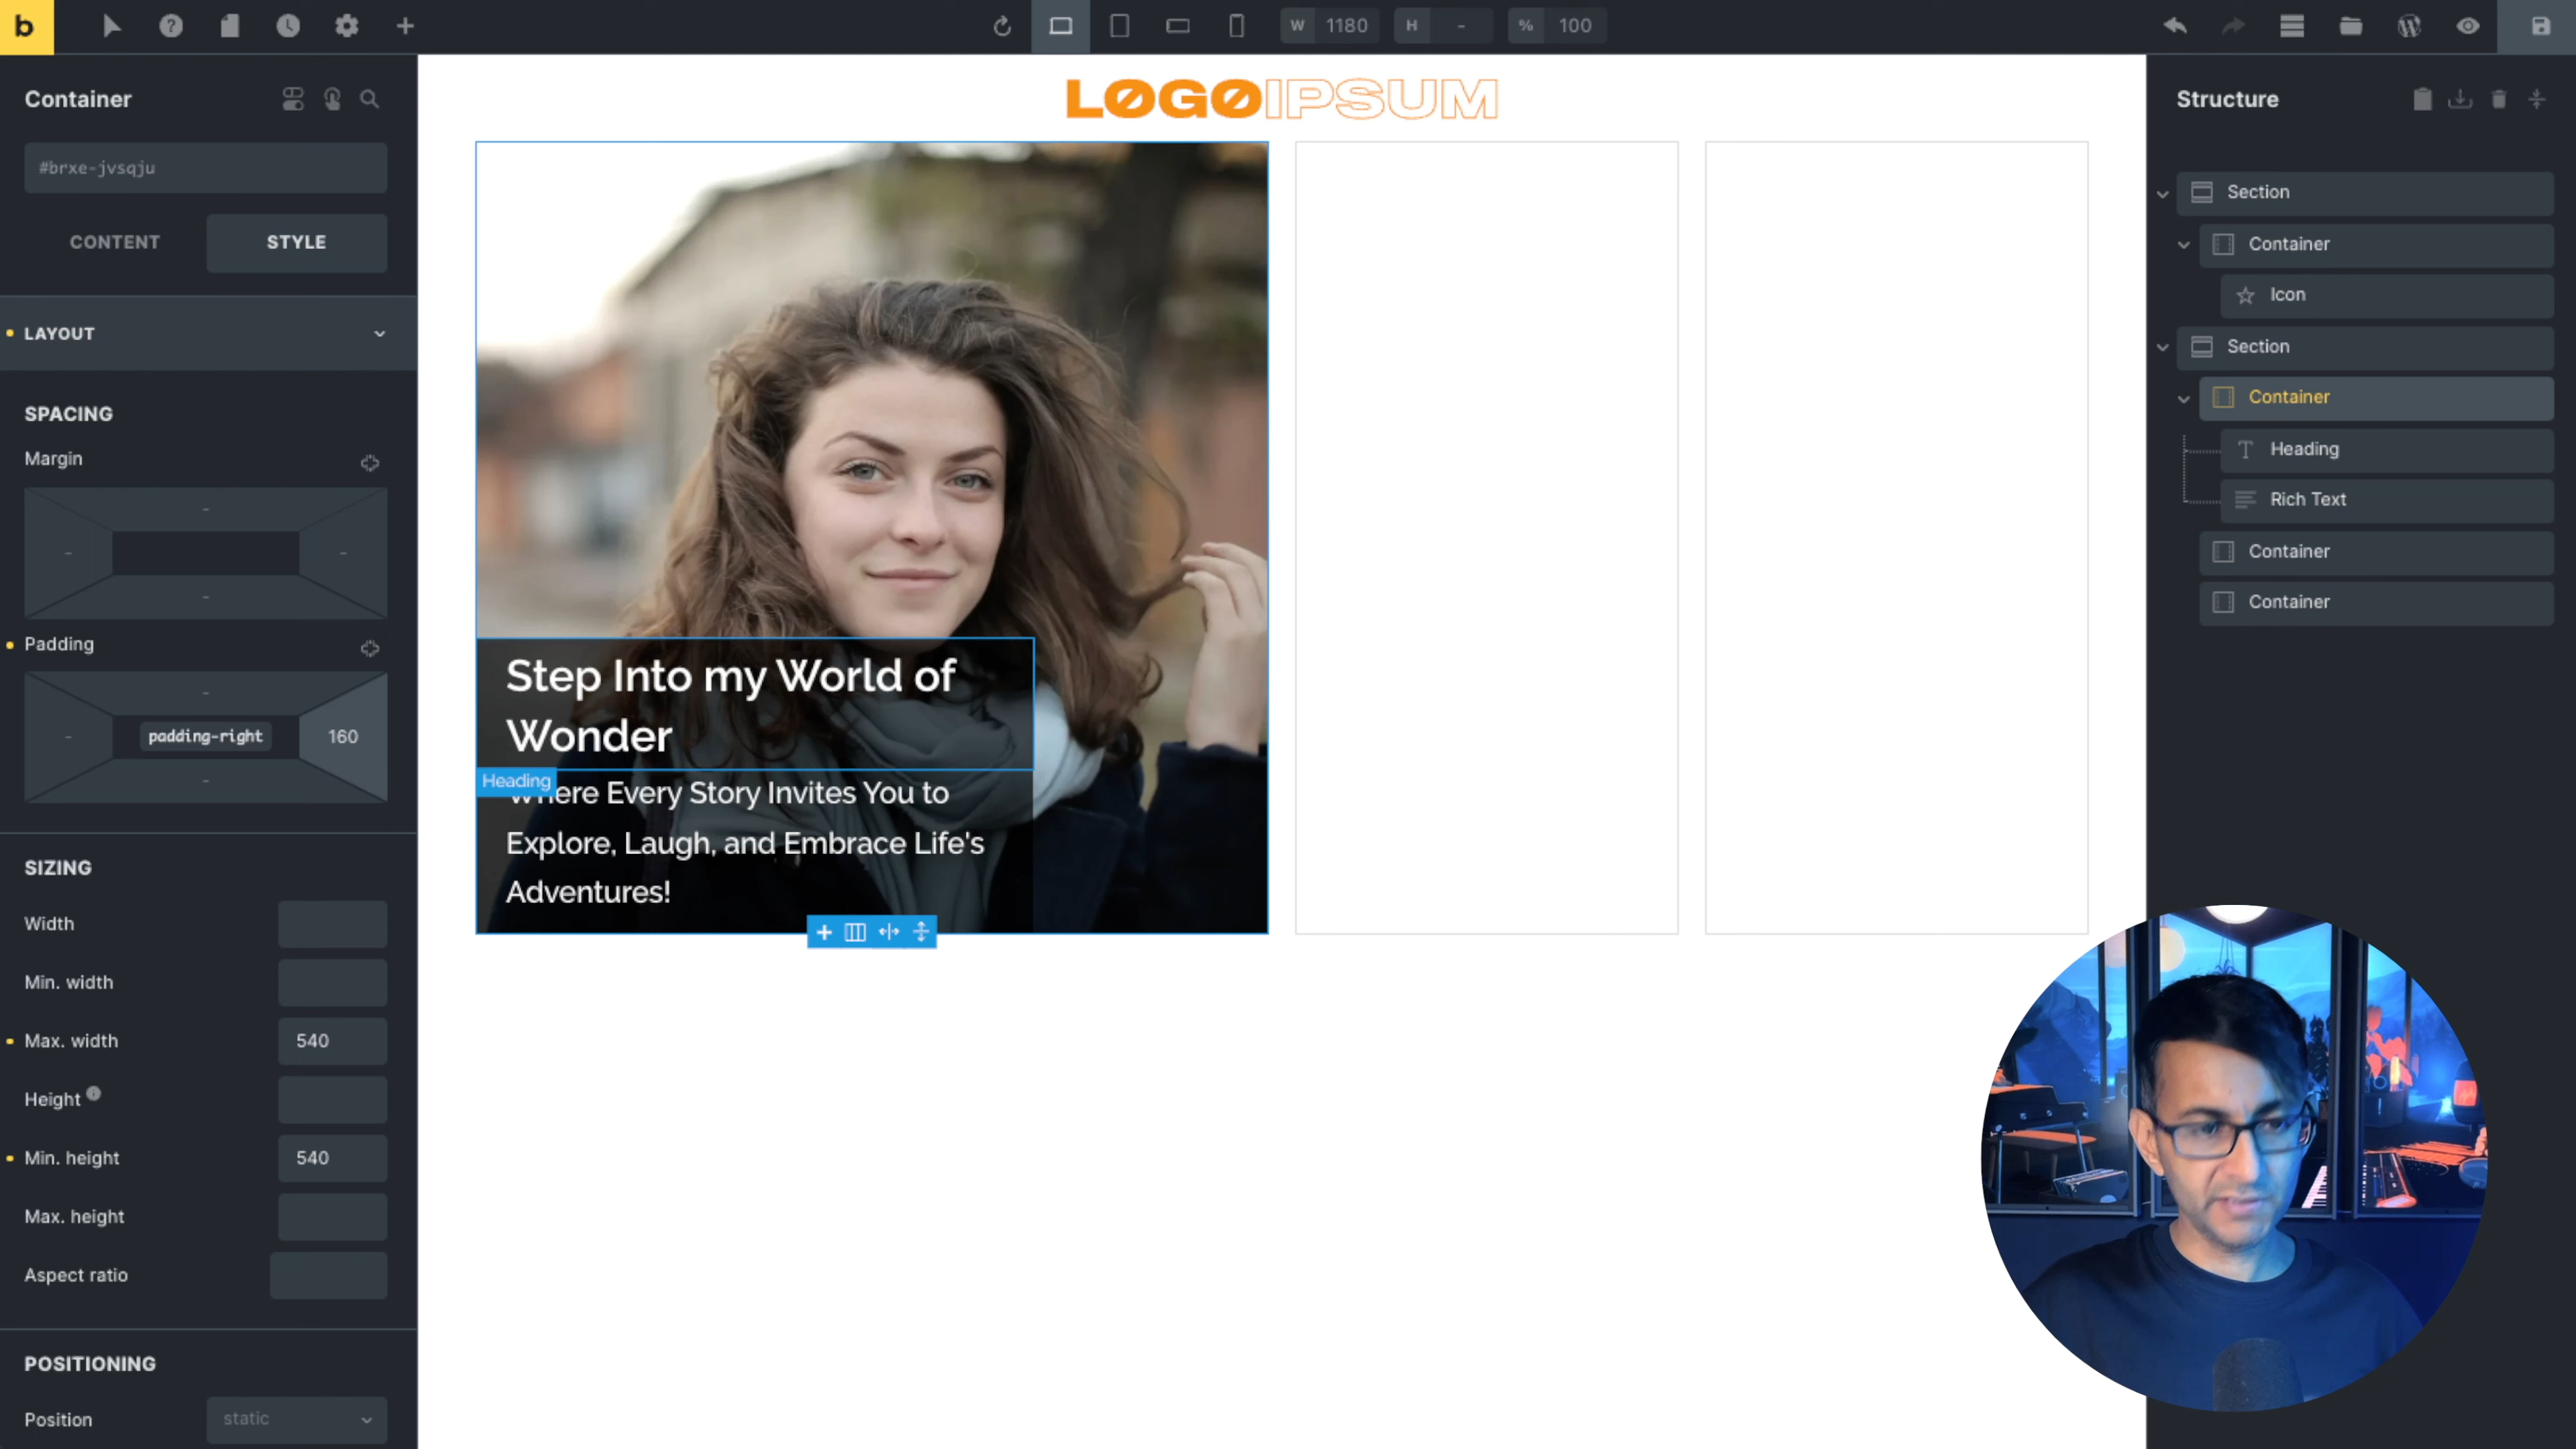 b
W 1180 H - % 100
Container
#brxe-jvsqju
CONTENT STYLE
LAYOUT
SPACING
Margin
-
- -
-
Padding
-
- padding-right 160
-
SIZING
Width
Min. width
Max. width 540
Height
Min. height 540
Max. height
Aspect ratio
POSITIONING
Position static
LOGOIPSUM
Step Into my World of
Wonder
Heading
Where Every Story Invites You to
Explore, Laugh, and Embrace Life's
Adventures!
Structure
Section
Container
Icon
Section
Container
Heading
Rich Text
Container
Container